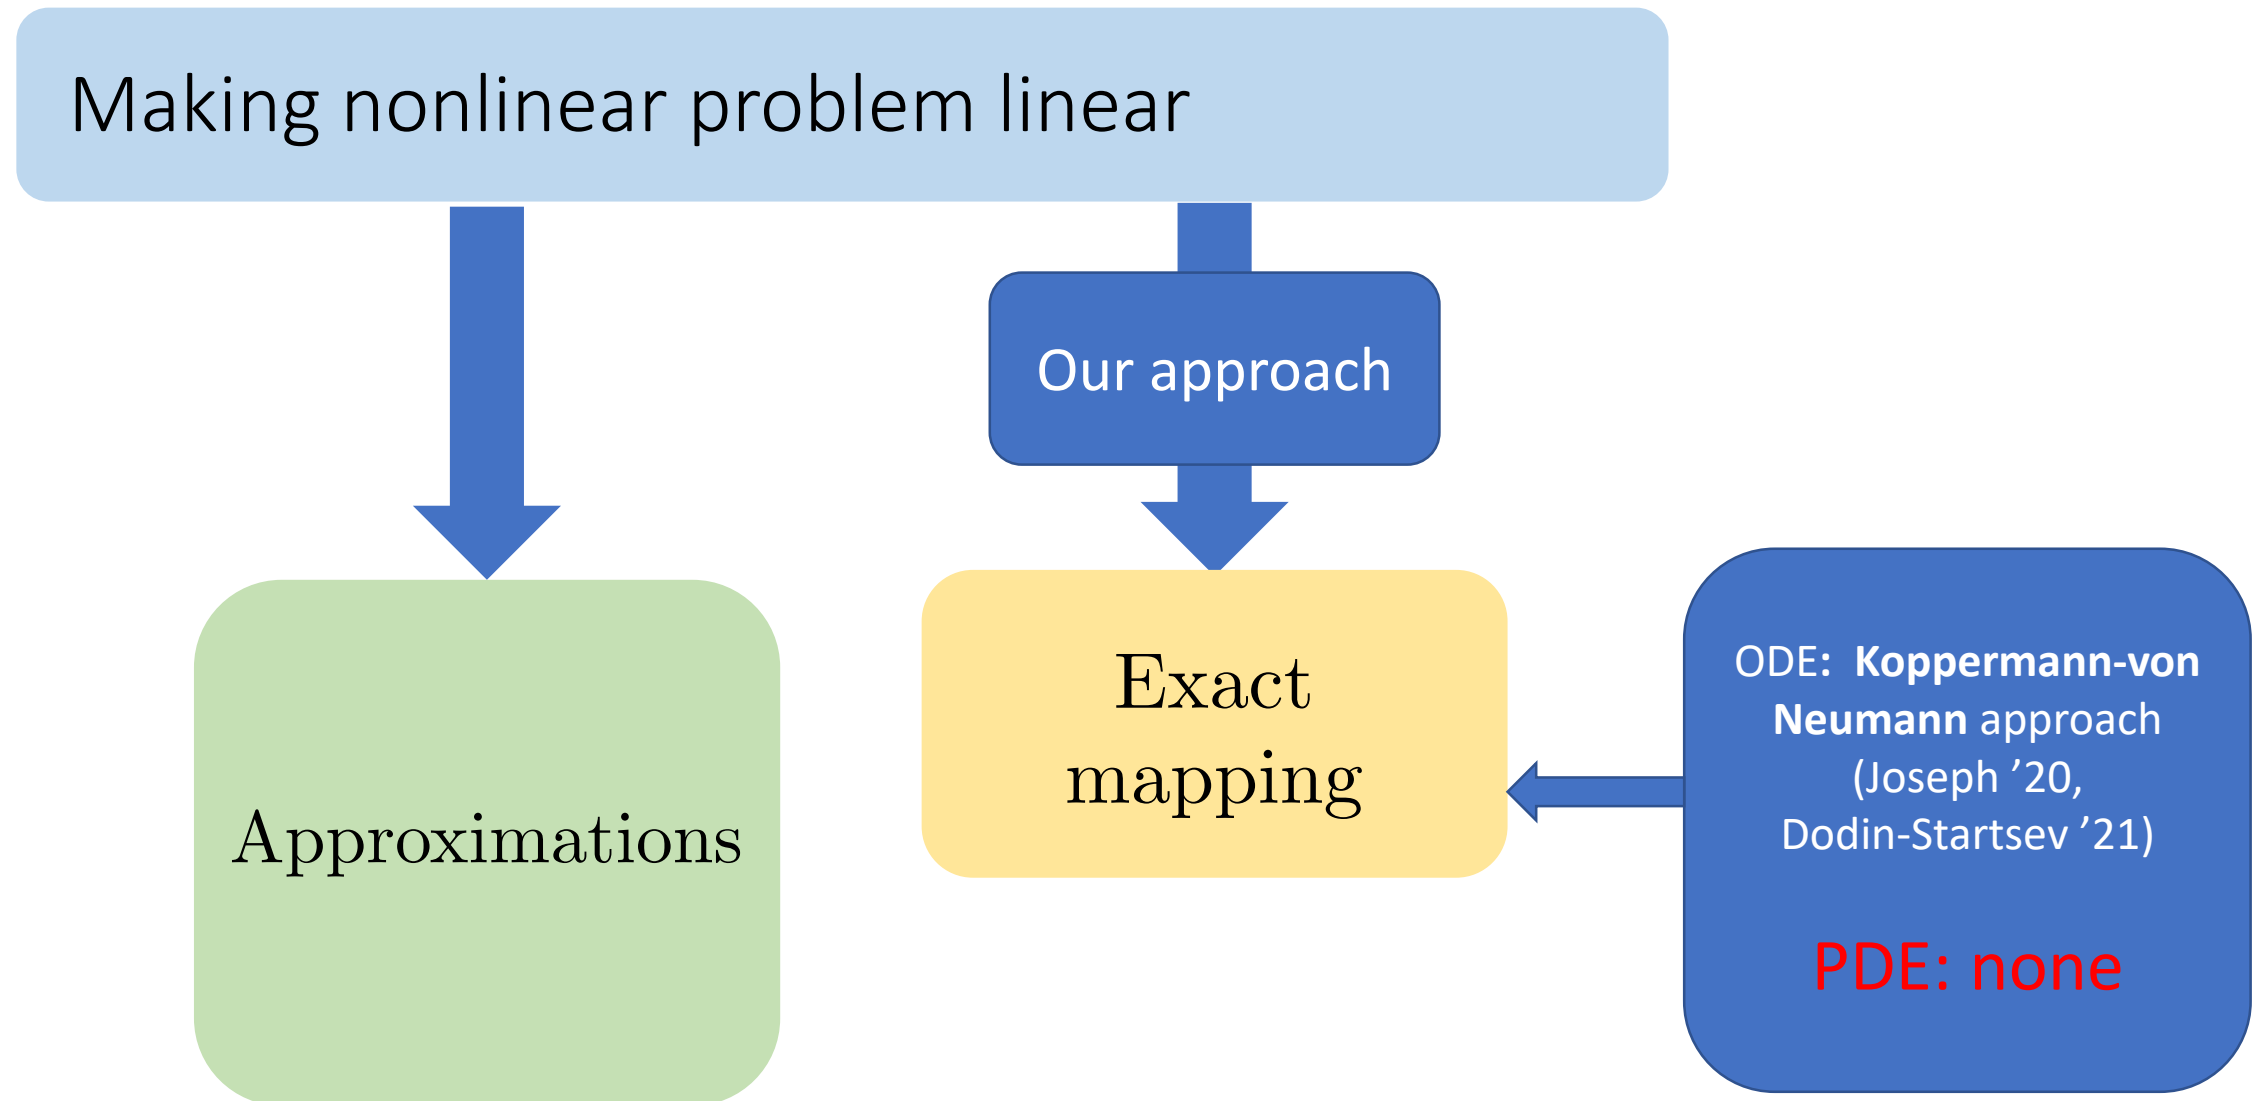 Making nonlinear problem linear
Our approach
Approximations
Exact
mapping
ODE: Koppermann-von
Neumann approach
(Joseph ’20,
Dodin-Startsev ’21)
PDE: none